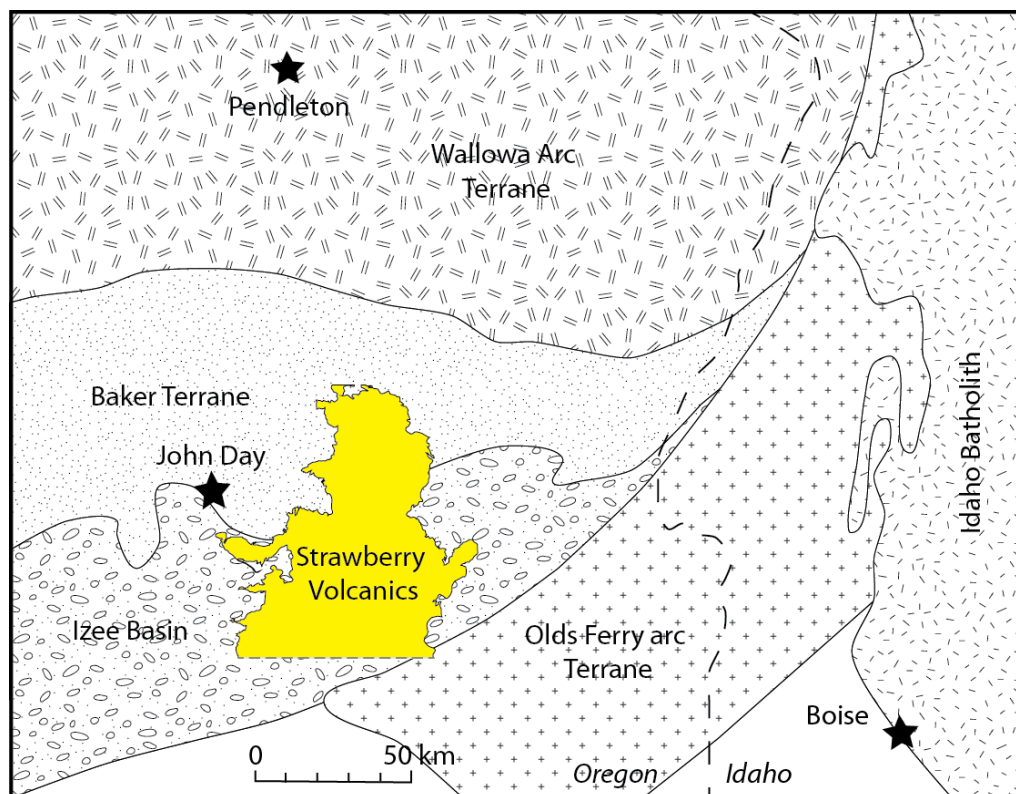 Pendleton
Wallowa Arc
Terrane
Baker Terrane
John Day
Idaho Batholith
Strawberry
Volcanics
Izee Basin
Olds Ferry arc
Terrane
Boise
0 50 km
Oregon Idaho